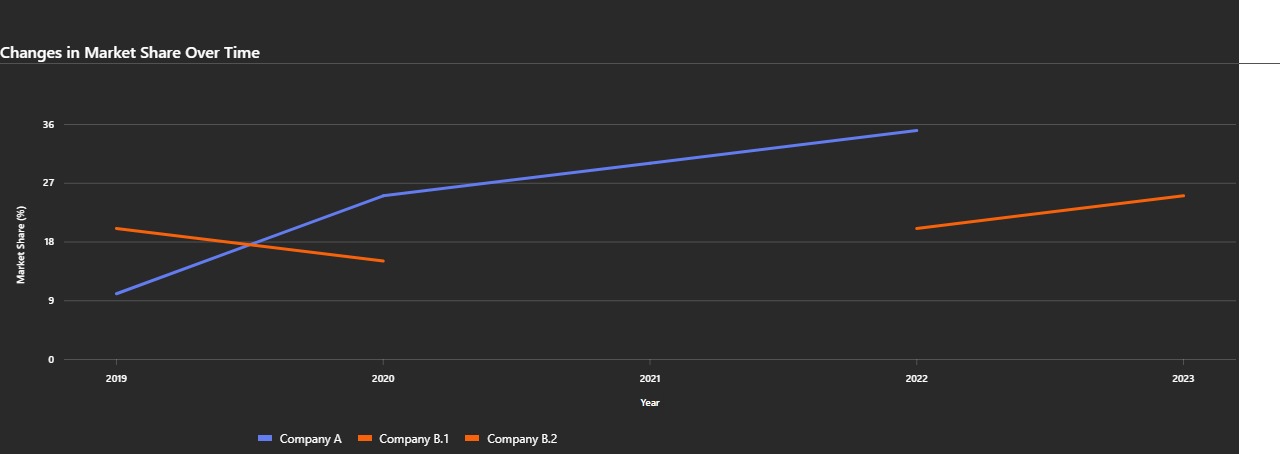 Changes in Market Share Over Time
36
27
18
9
0
Market Share (%)
2019 2020 2021 2022 2023
Year
Company A Company B.1 Company B.2